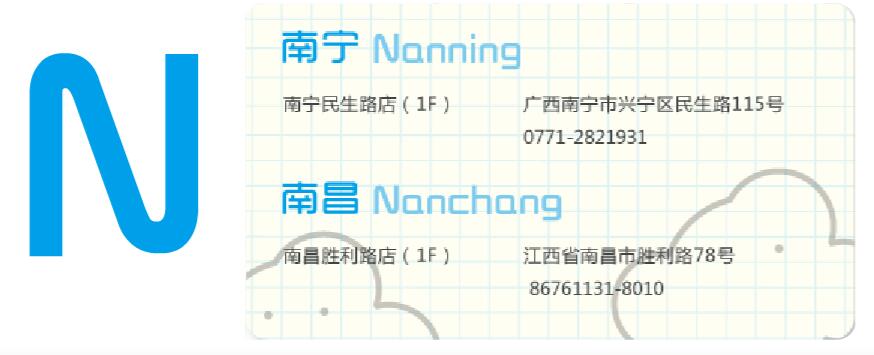 N
南宁 Nanning
南宁民生路店（1F） 广西南宁市兴宁区民生路115号
0771-2821931
南昌 Nanchang
南昌胜利路店（1F） 江西省南昌市胜利路78号
86761131-8010